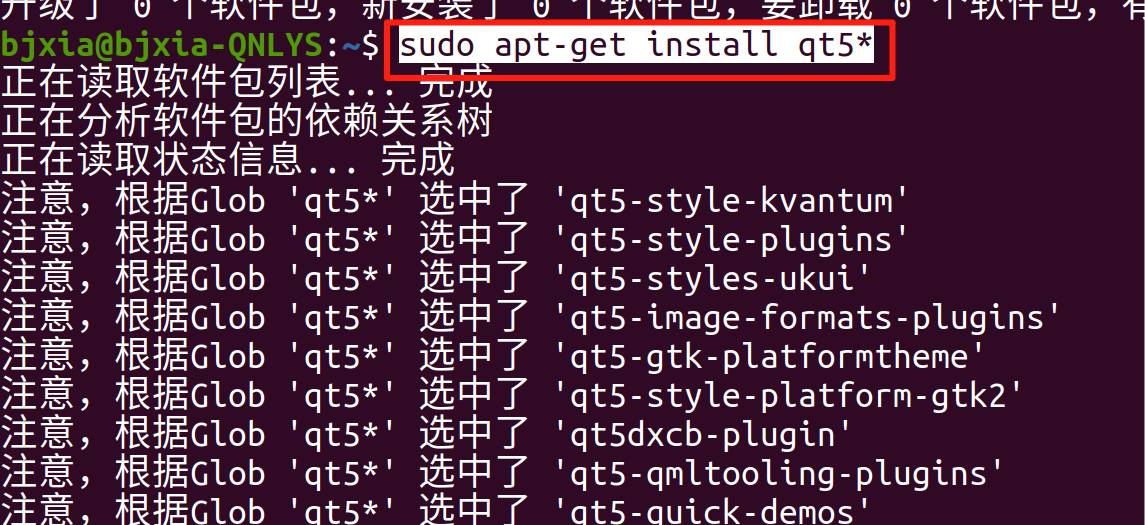 升级了 0 个软件包，新安装了 0 个软件包，要卸载 0 个软件包，有
bjxia@bjxia-QNLYS:~$ sudo apt-get install qt5*
正在读取软件包列表... 完成
正在分析软件包的依赖关系树
正在读取状态信息... 完成
注意，根据Glob 'qt5*' 选中了 'qt5-style-kvantum'
注意，根据Glob 'qt5*' 选中了 'qt5-style-plugins'
注意，根据Glob 'qt5*' 选中了 'qt5-styles-ukui'
注意，根据Glob 'qt5*' 选中了 'qt5-image-formats-plugins'
注意，根据Glob 'qt5*' 选中了 'qt5-gtk-platformtheme'
注意，根据Glob 'qt5*' 选中了 'qt5-style-platform-gtk2'
注意，根据Glob 'qt5*' 选中了 'qt5dxcb-plugin'
注意，根据Glob 'qt5*' 选中了 'qt5-qmltooling-plugins'
注意，根据Glob 'qt5*' 选中了 'qt5-quick-demos'